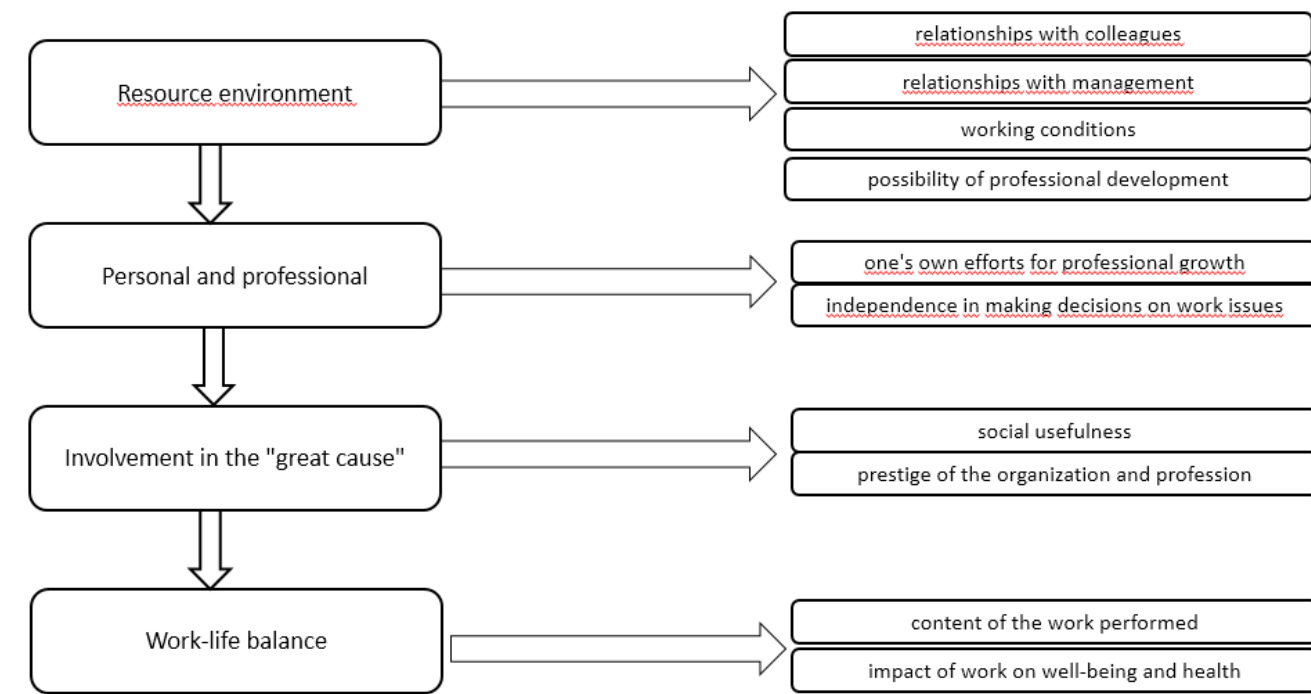 Resource environment
relationships with colleagues
relationships with management
working conditions
possibility of professional development
Personal and professional
one's own efforts for professional growth
independence in making decisions on work issues
Involvement in the "great cause"
social usefulness
prestige of the organization and profession
Work-life balance
content of the work performed
impact of work on well-being and health